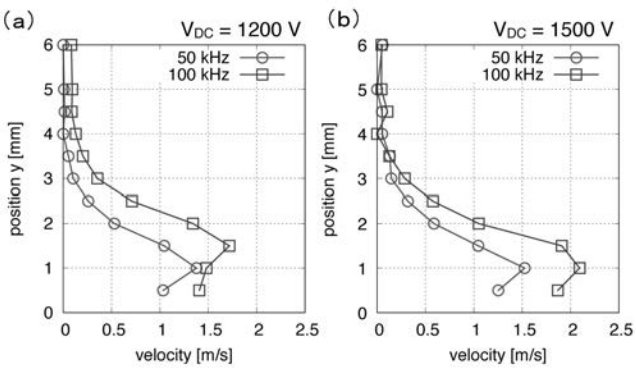 (a)
V_DC = 1200 V
50 kHz
100 kHz
6
5
4
3
2
1
0
position y [mm]
0 0.5 1 1.5 2 2.5
velocity [m/s]
(b)
V_DC = 1500 V
50 kHz
100 kHz
6
5
4
3
2
1
0
position y [mm]
0 0.5 1 1.5 2 2.5
velocity [m/s]